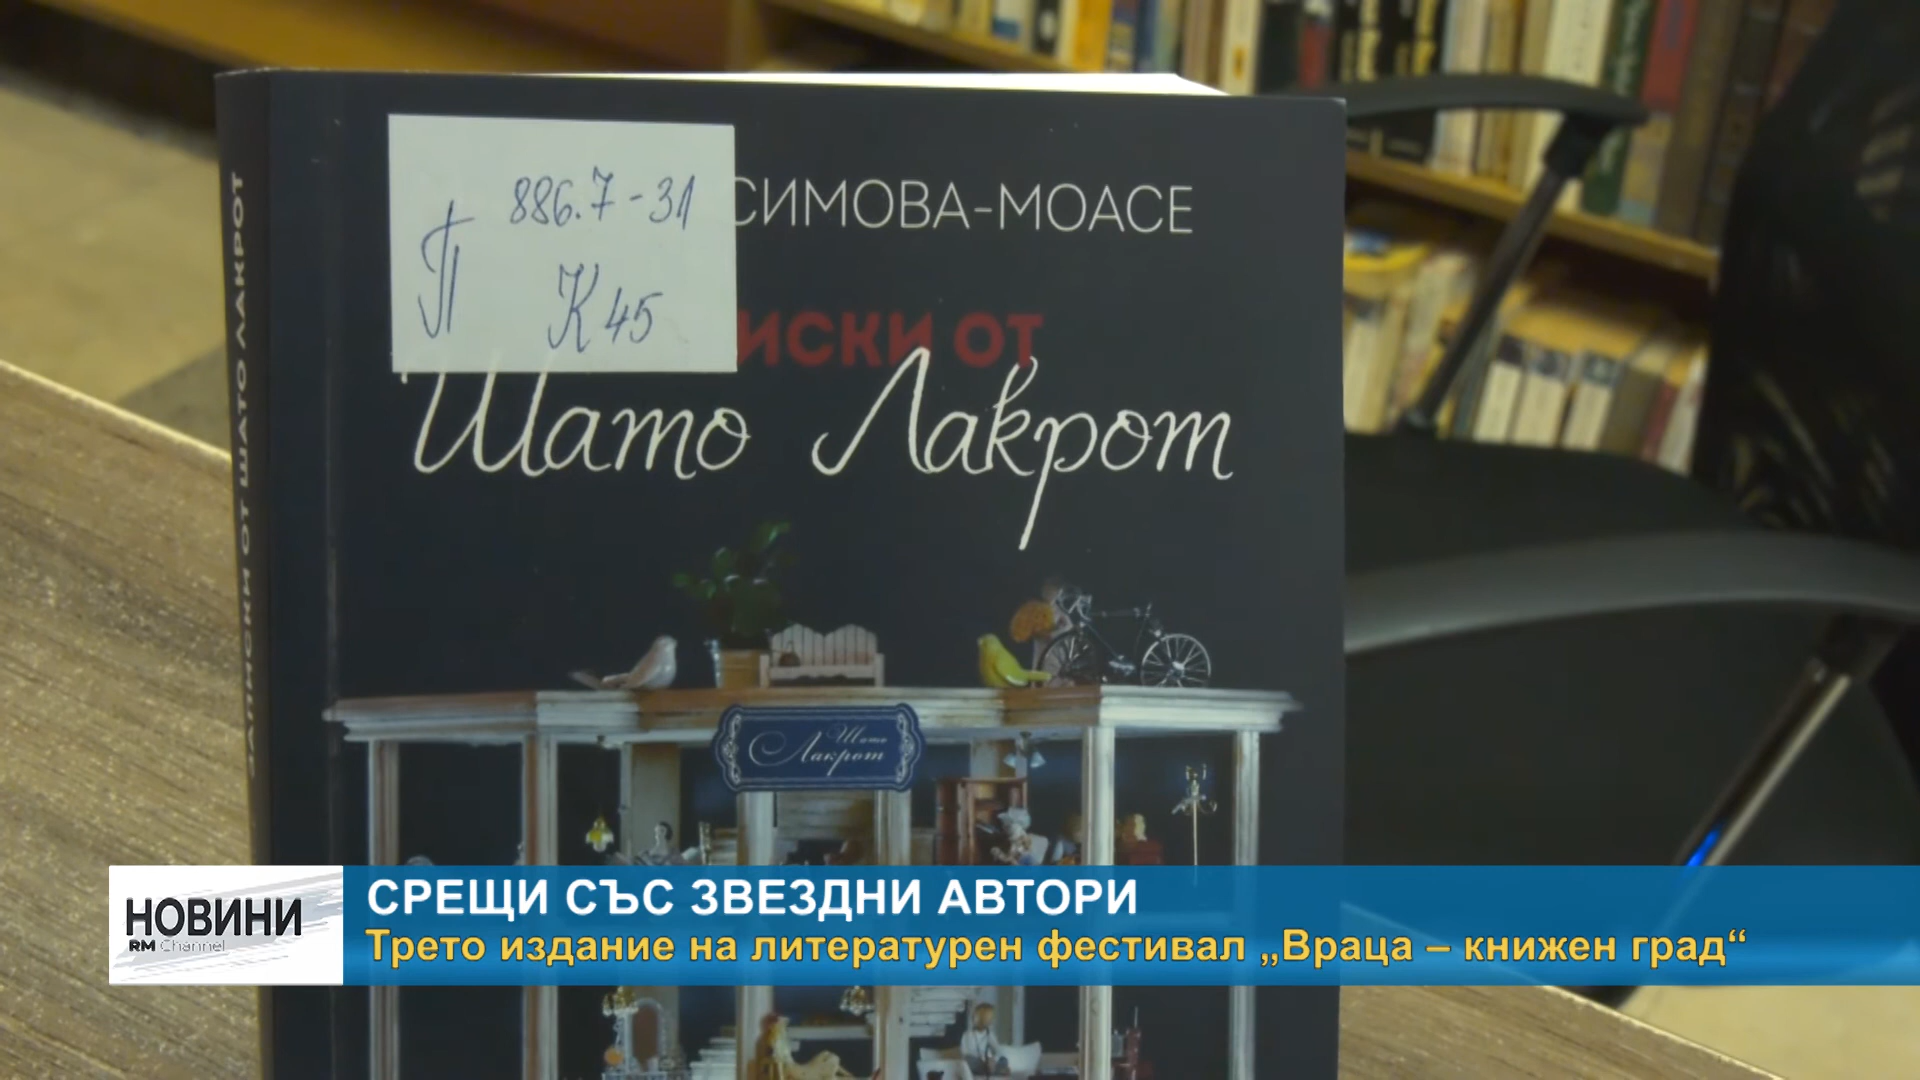 886.7-31
П К45
СИМОВА-МОАСЕ
ИСКИ ОТ
Шато Лакрот
ЗАПИСКИ ОТ ШАТО ЛАКРОТ
Шато
Лакрот
НОВИНИ
RM Channel
СРЕЩИ СЪС ЗВЕЗДНИ АВТОРИ
Трето издание на литературен фестивал „Враца – книжен град“